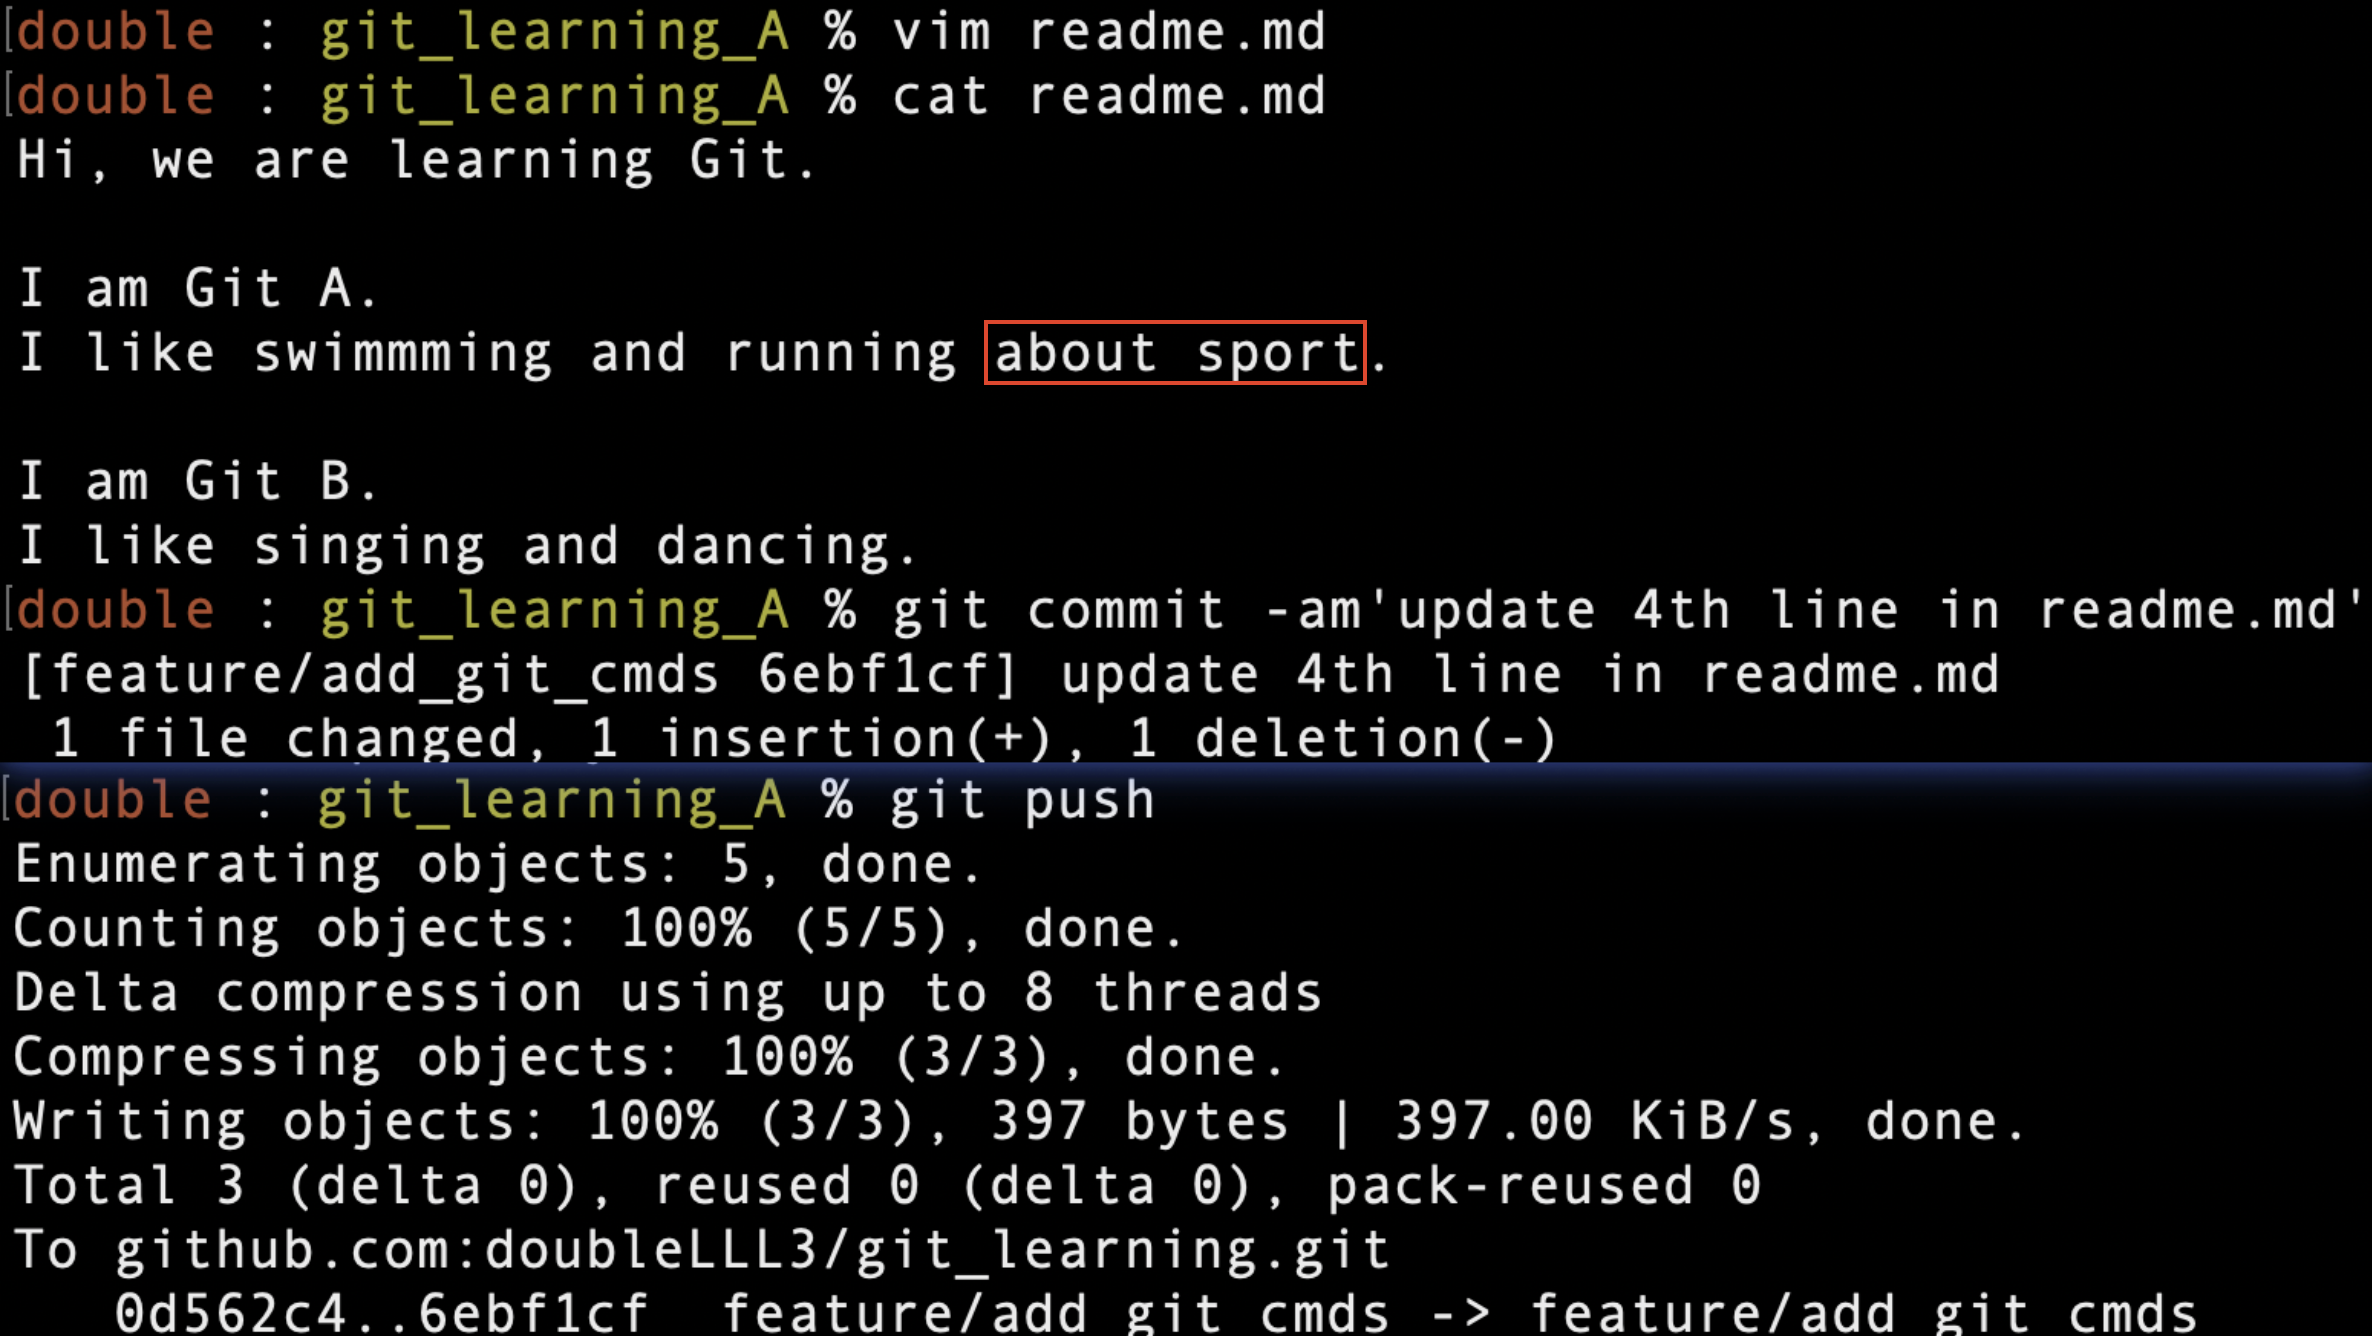 [double : git_learning_A % vim readme.md
[double : git_learning_A % cat readme.md
Hi, we are learning Git.
I am Git A.
I like swimmming and running about sport.
I am Git B.
I like singing and dancing.
[double : git_learning_A % git commit -am'update 4th line in readme.md'
[feature/add_git_cmds 6ebf1cf] update 4th line in readme.md
1 file changed, 1 insertion(+), 1 deletion(-)
[double : git_learning_A % git push
Enumerating objects: 5, done.
Counting objects: 100% (5/5), done.
Delta compression using up to 8 threads
Compressing objects: 100% (3/3), done.
Writing objects: 100% (3/3), 397 bytes | 397.00 KiB/s, done.
Total 3 (delta 0), reused 0 (delta 0), pack-reused 0
To github.com:doubleLLL3/git_learning.git
0d562c4..6ebf1cf feature/add_git_cmds -> feature/add_git_cmds